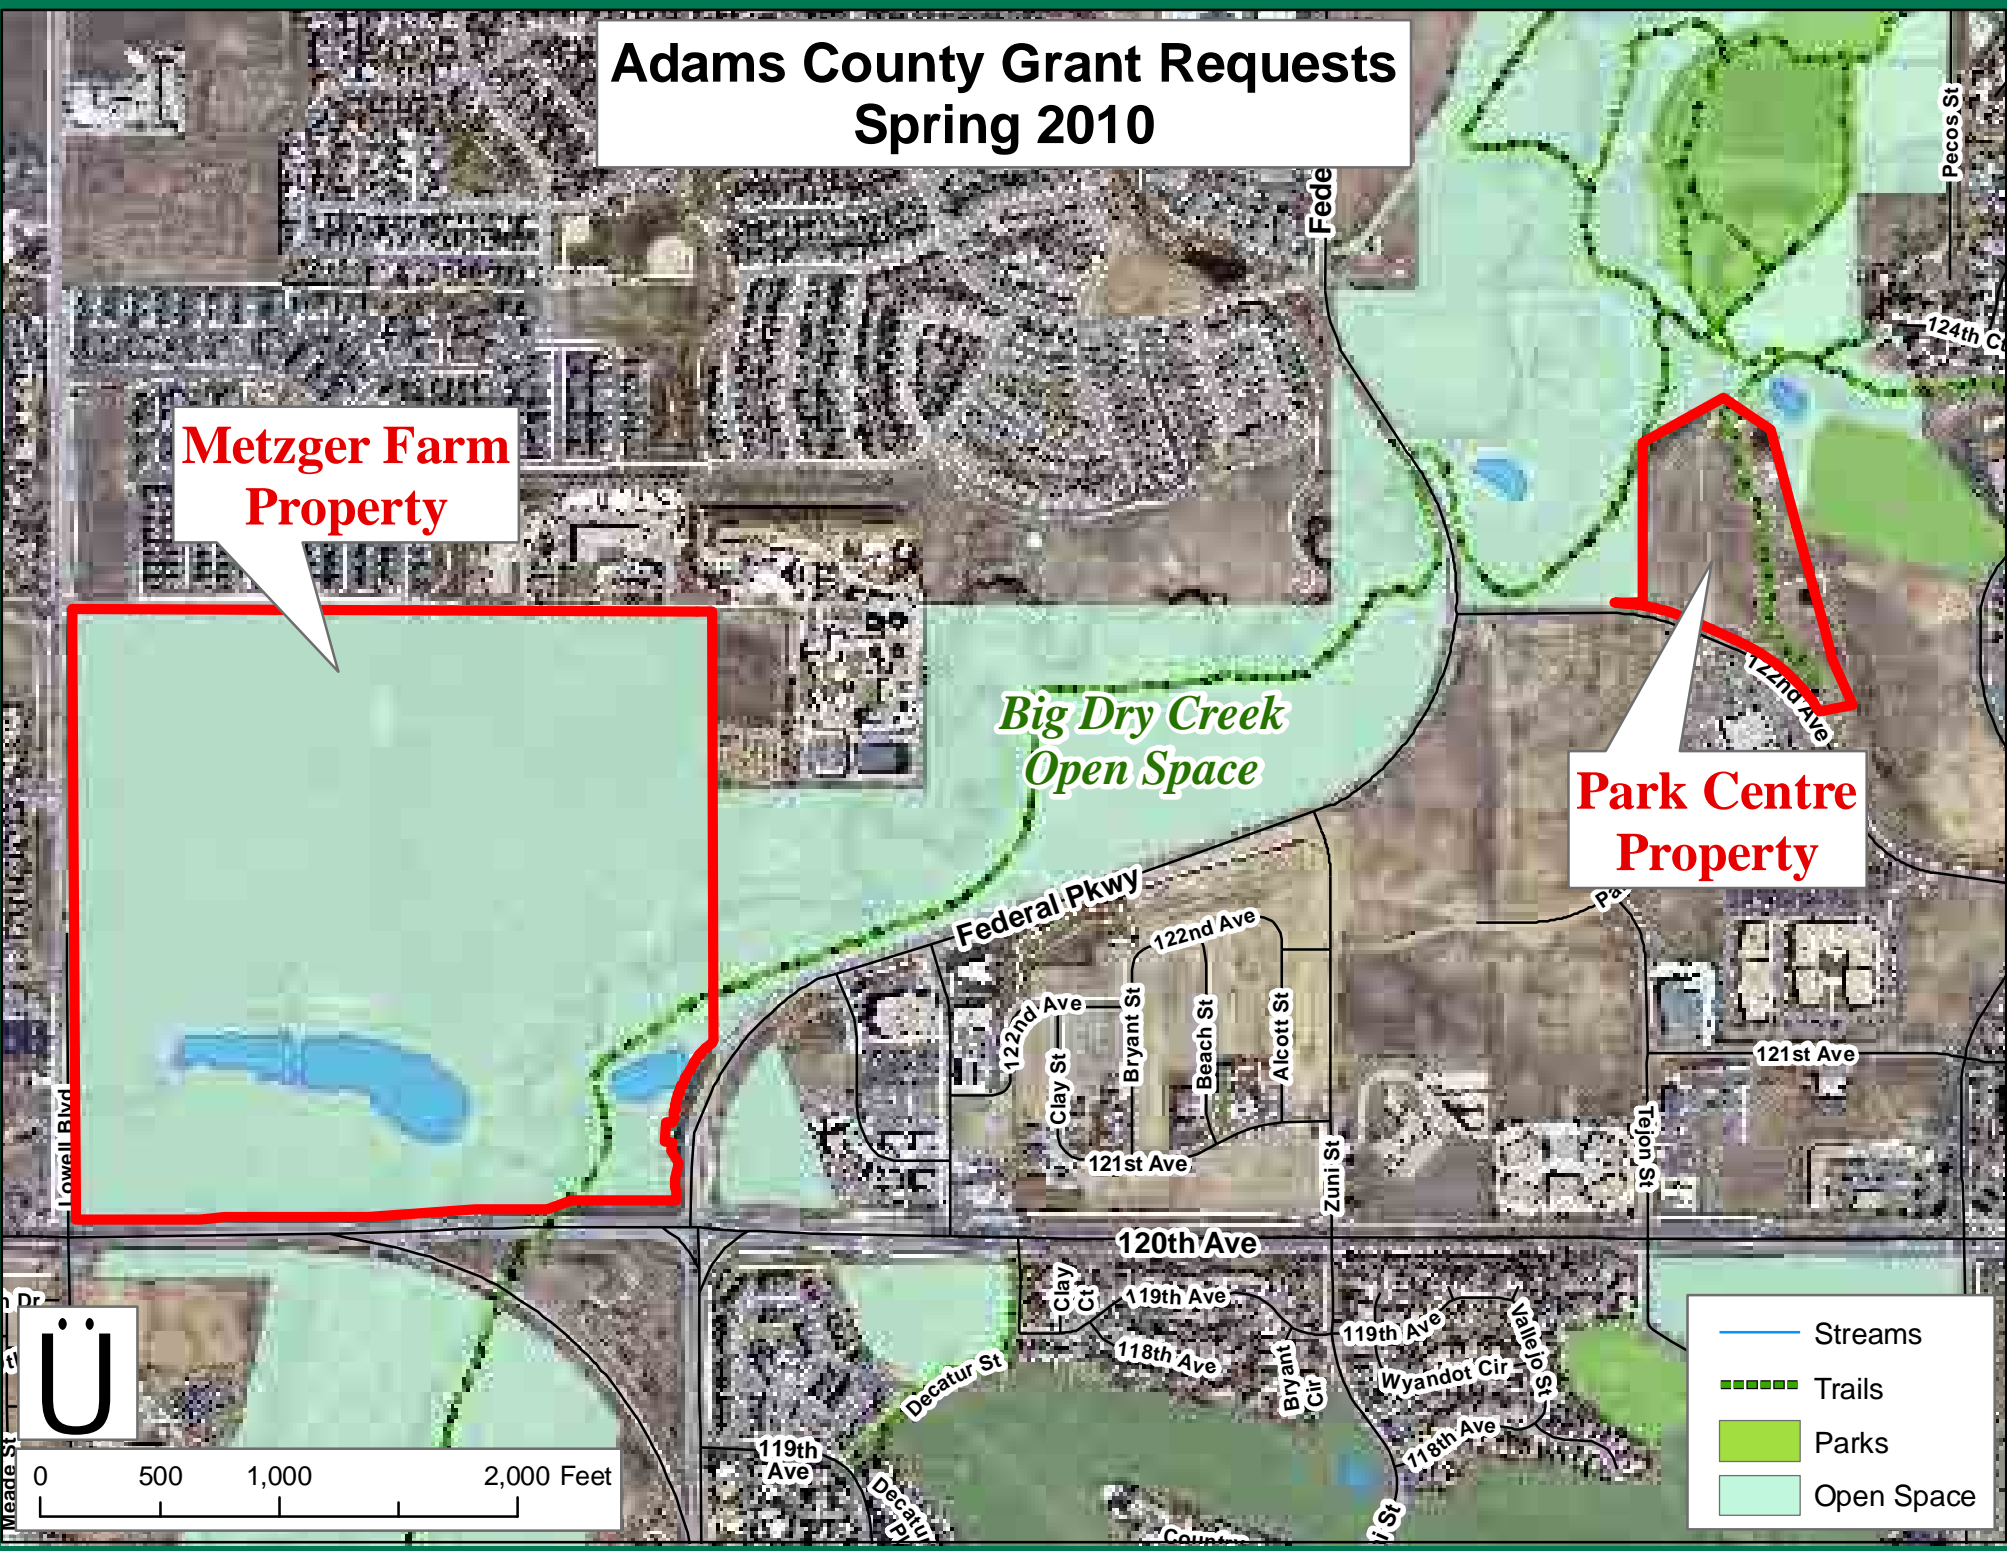 Adams County Grant Requests
Spring 2010
Pecos St
Fede
124th Ct
Metzger Farm
Property
Big Dry Creek
Open Space
122nd Ave
Park Centre
Property
Federal Pkwy
122nd Ave
122nd Ave
Clay St
Bryant St
Beach St
Alcott St
121st Ave
Zuni St
Tejon St
121st Ave
Lowell Blvd
120th Ave
Clay
Ct
119th Ave
118th Ave
Bryant
Cir
119th Ave
Vallejo St
Wyandot Cir
118th Ave
Decatur St
119th
Ave
Decatur
Pl
Meade St
Dr
Ü
0 500 1,000 2,000 Feet
Streams
Trails
Parks
Open Space